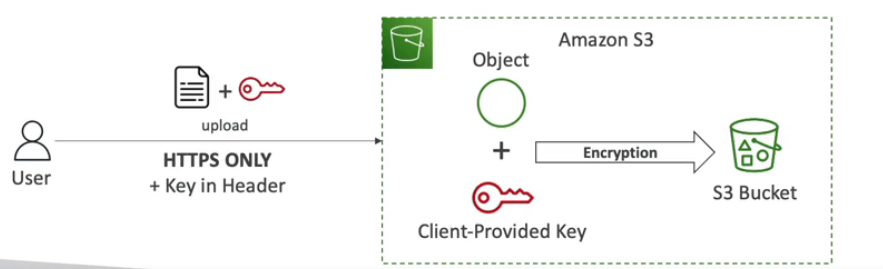 Amazon S3
Object
+
upload
HTTPS ONLY
+ Key in Header
User
+
Encryption
Client-Provided Key
S3 Bucket